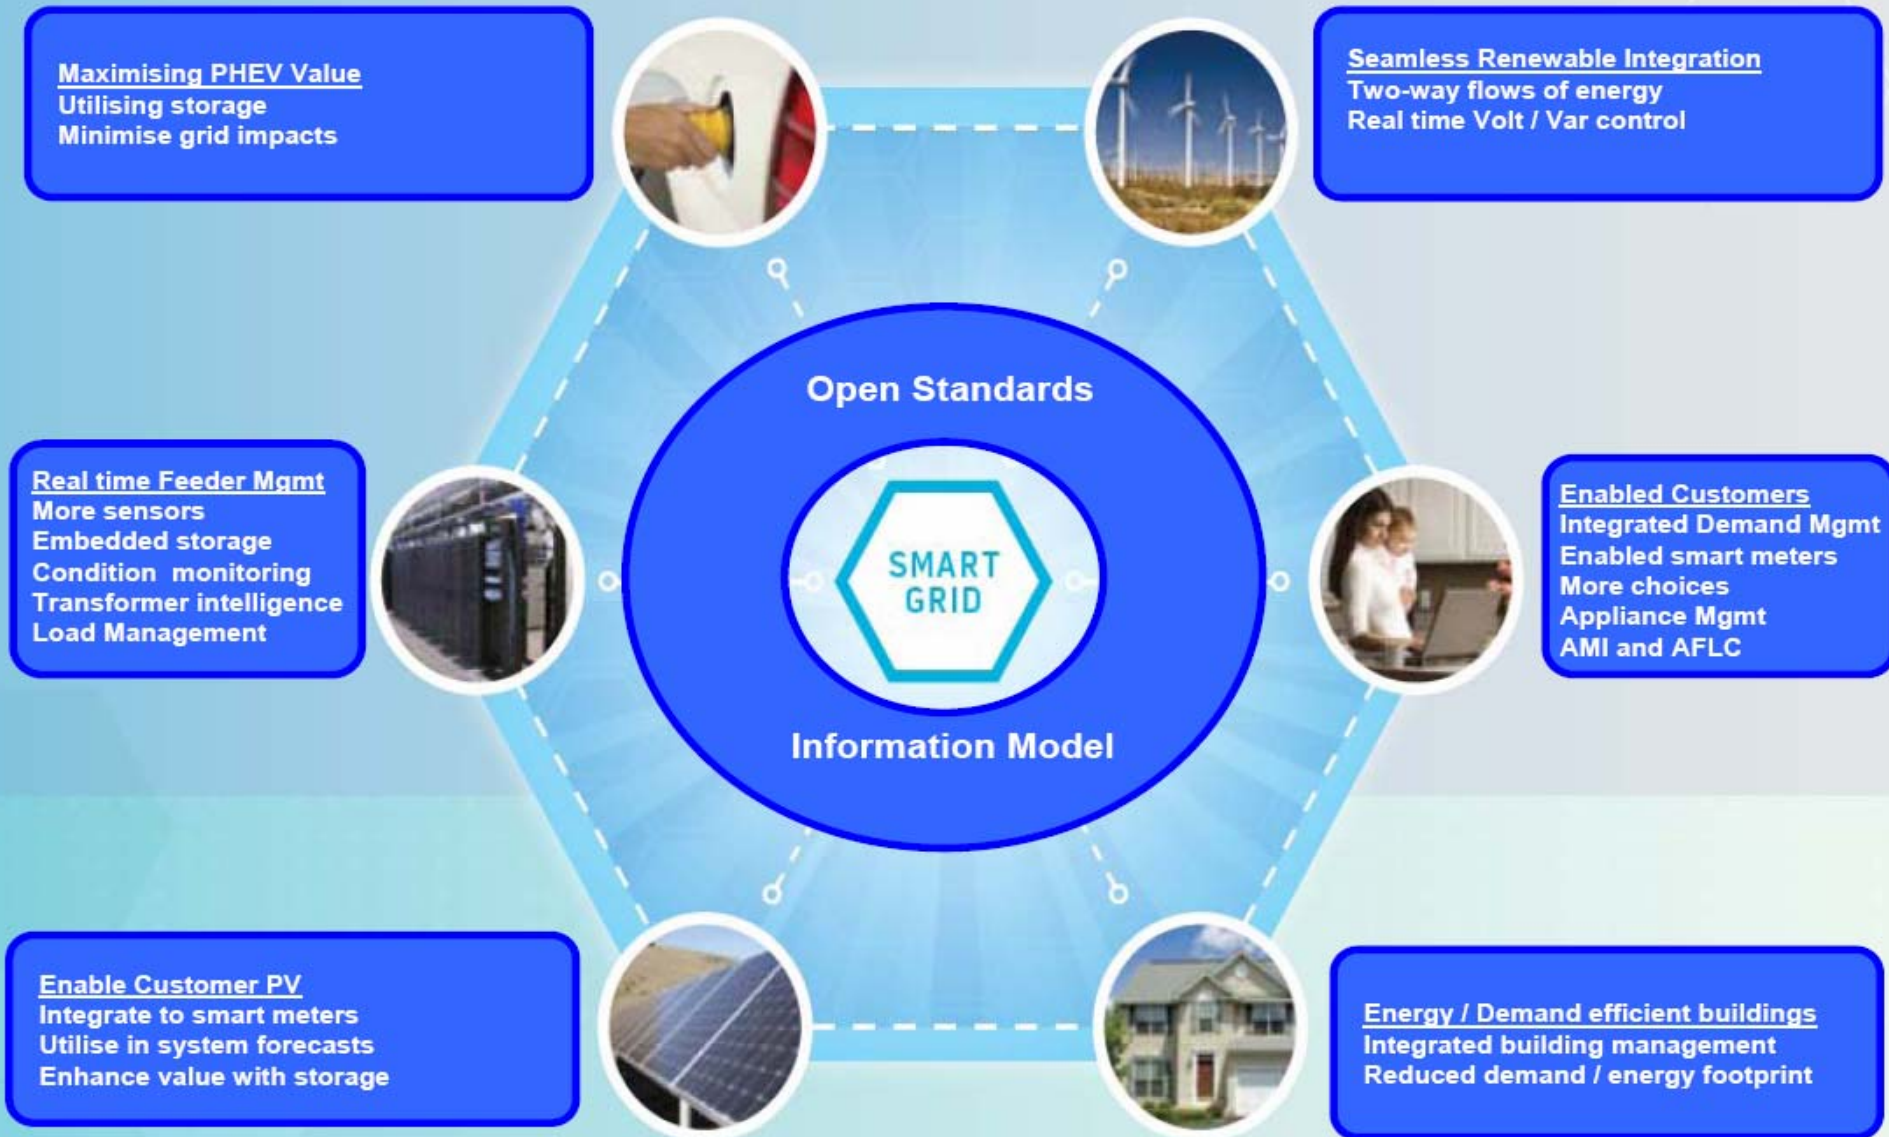 Maximising PHEV Value
Utilising storage
Minimise grid impacts
Seamless Renewable Integration
Two-way flows of energy
Real time Volt / Var control
Open Standards
Real time Feeder Mgmt
More sensors
Embedded storage
Condition monitoring
Transformer intelligence
Load Management
SMART
GRID
Enabled Customers
Integrated Demand Mgmt
Enabled smart meters
More choices
Appliance Mgmt
AMI and AFLC
Information Model
Enable Customer PV
Integrate to smart meters
Utilise in system forecasts
Enhance value with storage
Energy / Demand efficient buildings
Integrated building management
Reduced demand / energy footprint